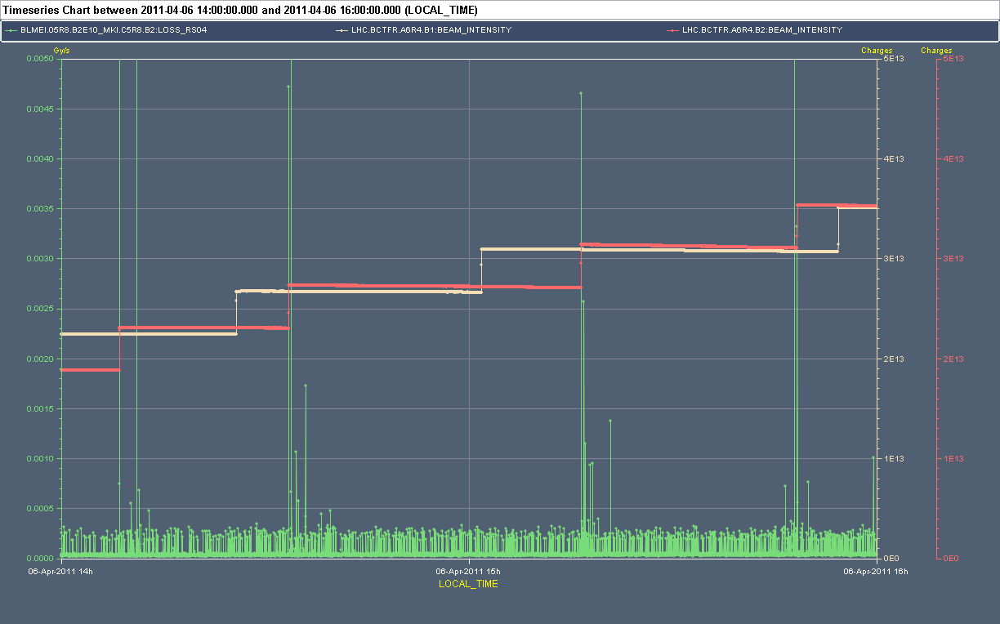 Timeseries Chart between 2011-04-06 14:00:00.000 and 2011-04-06 16:00:00.000 (LOCAL_TIME)
BLMEI.05R8.B2E10_MKI.C5R8.B2:LOSS_RS04 LHC.BCTFR.A6R4.B1:BEAM_INTENSITY LHC.BCTFR.A6R4.B2:BEAM_INTENSITY
Gy/s Charges Charges
0.0050 5E13 5E13
0.0045
0.0040 4E13 4E13
0.0035
0.0030 3E13 3E13
0.0025
0.0020 2E13 2E13
0.0015
0.0010 1E13 1E13
0.0005
0.0000 0E0 0E0
06-Apr-2011 14h 06-Apr-2011 15h 06-Apr-2011 16h
LOCAL_TIME